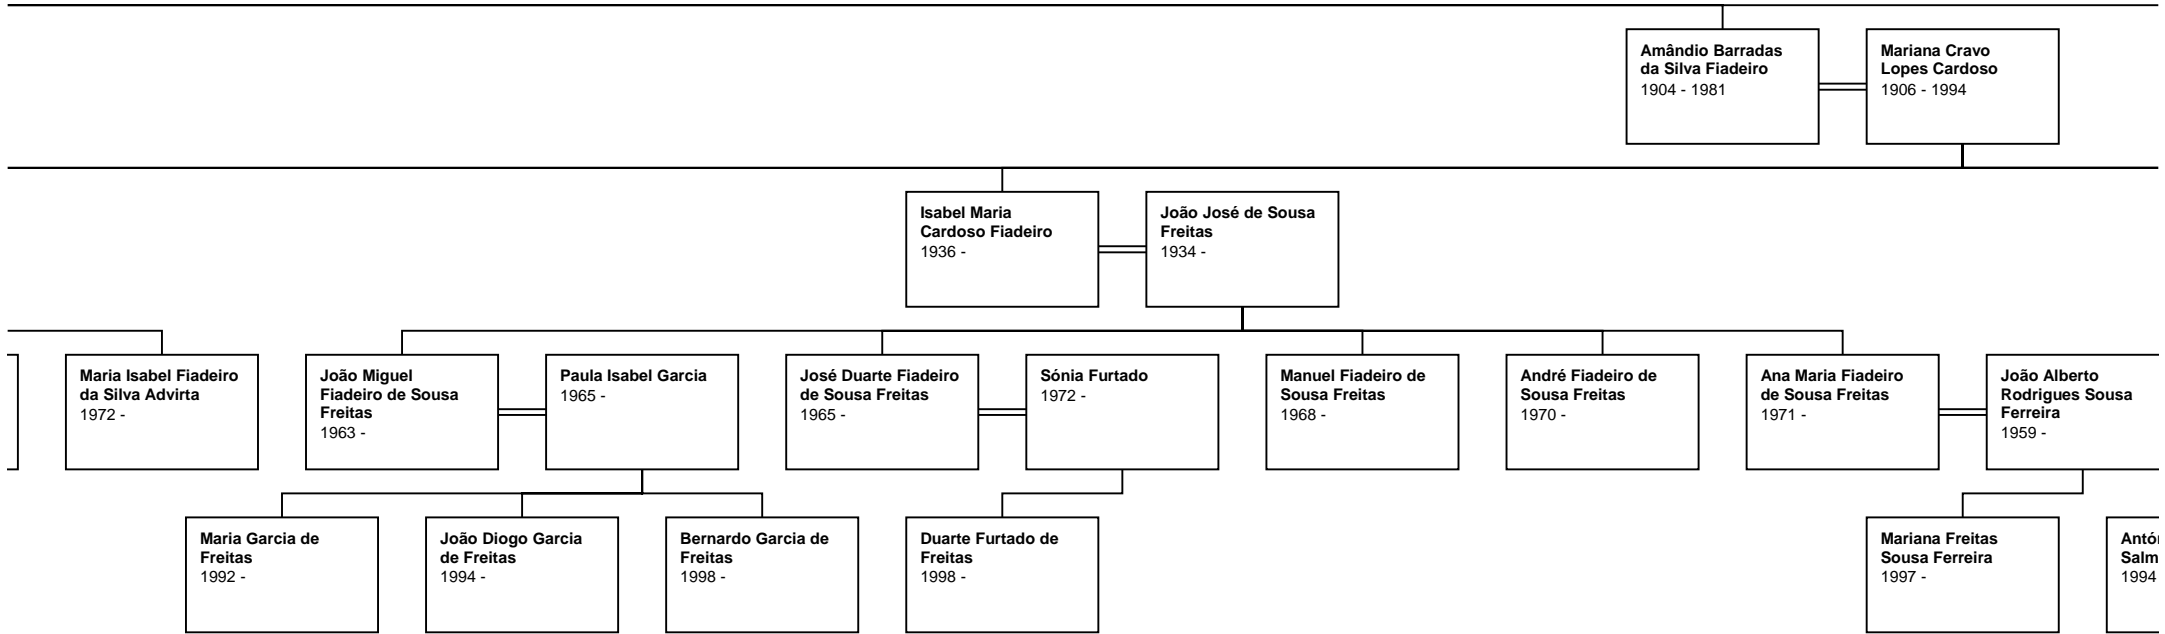 Amândio Barradas
da Silva Fiadeiro
1904 - 1981
Mariana Cravo
Lopes Cardoso
1906 - 1994
Isabel Maria
Cardoso Fiadeiro
1936 -
João José de Sousa
Freitas
1934 -
Maria Isabel Fiadeiro
da Silva Advirta
1972 -
João Miguel
Fiadeiro de Sousa
Freitas
1963 -
Paula Isabel Garcia
1965 -
José Duarte Fiadeiro
de Sousa Freitas
1965 -
Sónia Furtado
1972 -
Manuel Fiadeiro de
Sousa Freitas
1968 -
André Fiadeiro de
Sousa Freitas
1970 -
Ana Maria Fiadeiro
de Sousa Freitas
1971 -
João Alberto
Rodrigues Sousa
Ferreira
1959 -
Maria Garcia de
Freitas
1992 -
João Diogo Garcia
de Freitas
1994 -
Bernardo Garcia de
Freitas
1998 -
Duarte Furtado de
Freitas
1998 -
Mariana Freitas
Sousa Ferreira
1997 -
1994